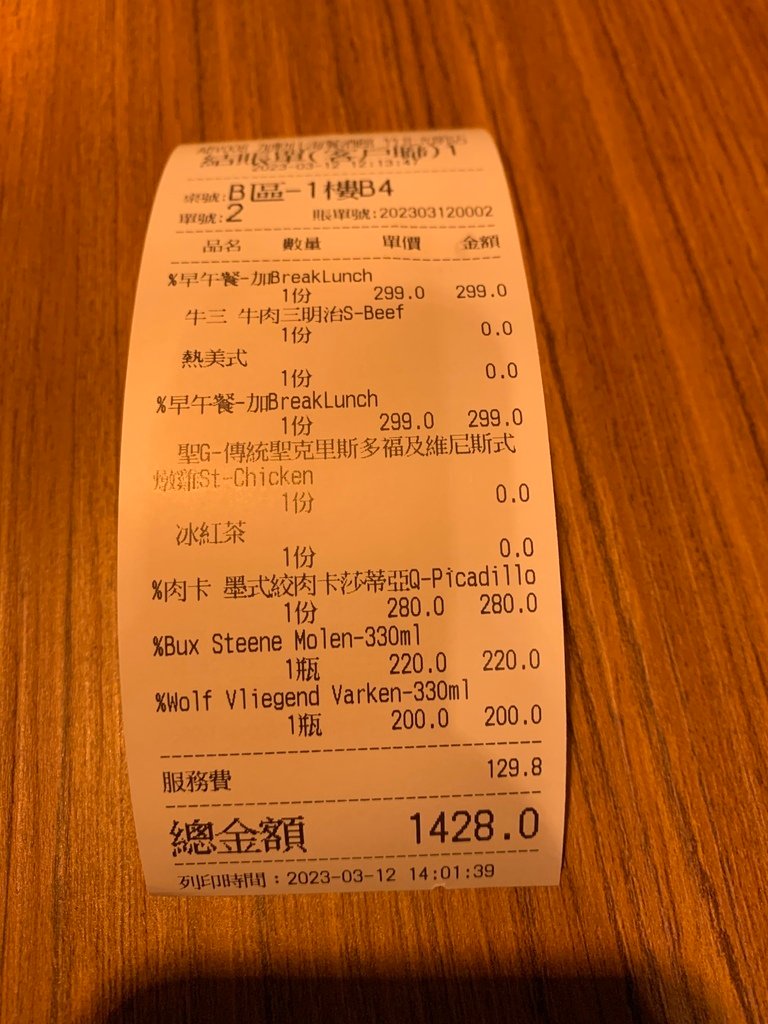 結帳單(客戶聯)1
2023-03-12 12:13:47
桌號:B區-1樓B4
單號:2 賬單號:202303120002
品名 數量 單價 金額
%早午餐-加BreakLunch
1份 299.0 299.0
牛三 牛肉三明治S-Beef
1份 0.0
熱美式
1份 0.0
%早午餐-加BreakLunch
1份 299.0 299.0
聖G-傳統聖克里斯多福及維尼斯式
燉雞St-Chicken
1份 0.0
冰紅茶
1份 0.0
%肉卡 墨式絞肉卡莎蒂亞Q-Picadillo
1份 280.0 280.0
%Bux Steene Molen-330ml
1瓶 220.0 220.0
%Wolf Vliegend Varken-330ml
1瓶 200.0 200.0
服務費 129.8
總金額 1428.0
列印時間：2023-03-12 14:01:39